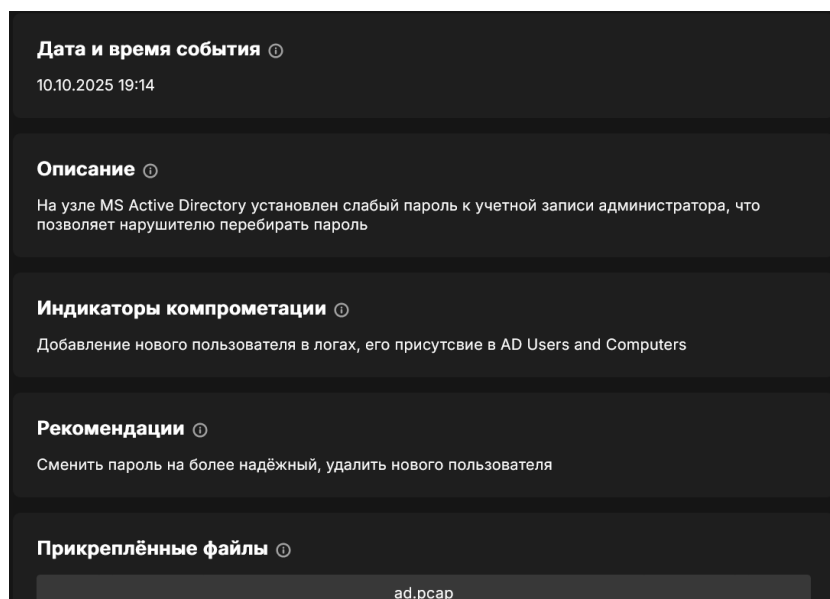 Дата и время события
10.10.2025 19:14
Описание
На узле MS Active Directory установлен слабый пароль к учетной записи администратора, что
позволяет нарушителю перебирать пароль
Индикаторы компрометации
Добавление нового пользователя в логах, его присутсвие в AD Users and Computers
Рекомендации
Сменить пароль на более надёжный, удалить нового пользователя
Прикреплённые файлы
ad.pcap